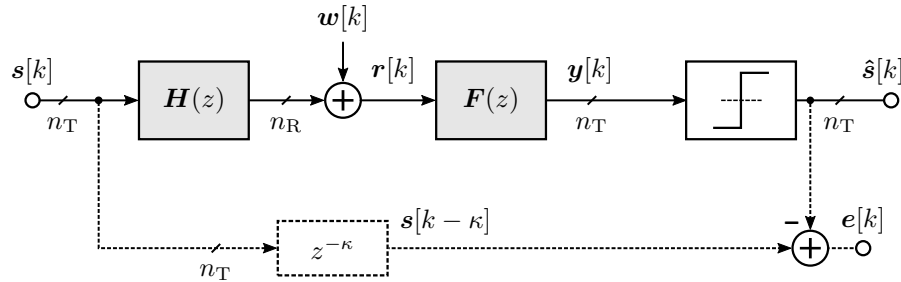 w[k]
s[k]
r[k]
y[k]
ŝ[k]
H(z)
F(z)
n_T
n_R
n_T
n_T
s[k − κ]
e[k]
z^{−κ}
n_T